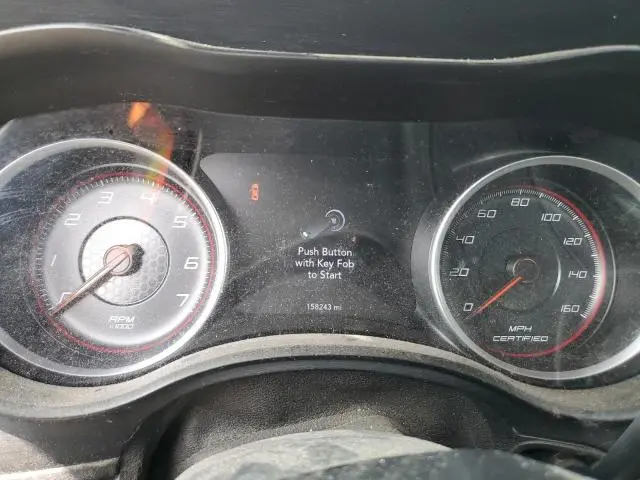 0 1 2 3 4 5 6 7
RPM
x1000
Push Button
with Key Fob
to Start
158243 mi
0 20 40 60 80 100 120 140 160
MPH
CERTIFIED